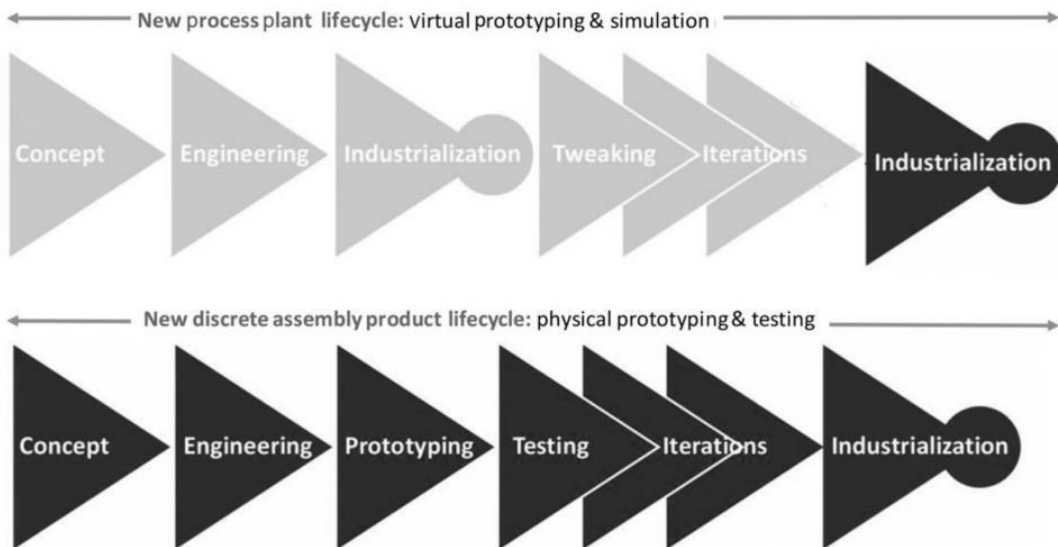 New process plant lifecycle: virtual prototyping & simulation
Concept Engineering Industrialization Tweaking Iterations Industrialization
New discrete assembly product lifecycle: physical prototyping & testing
Concept Engineering Prototyping Testing Iterations Industrialization